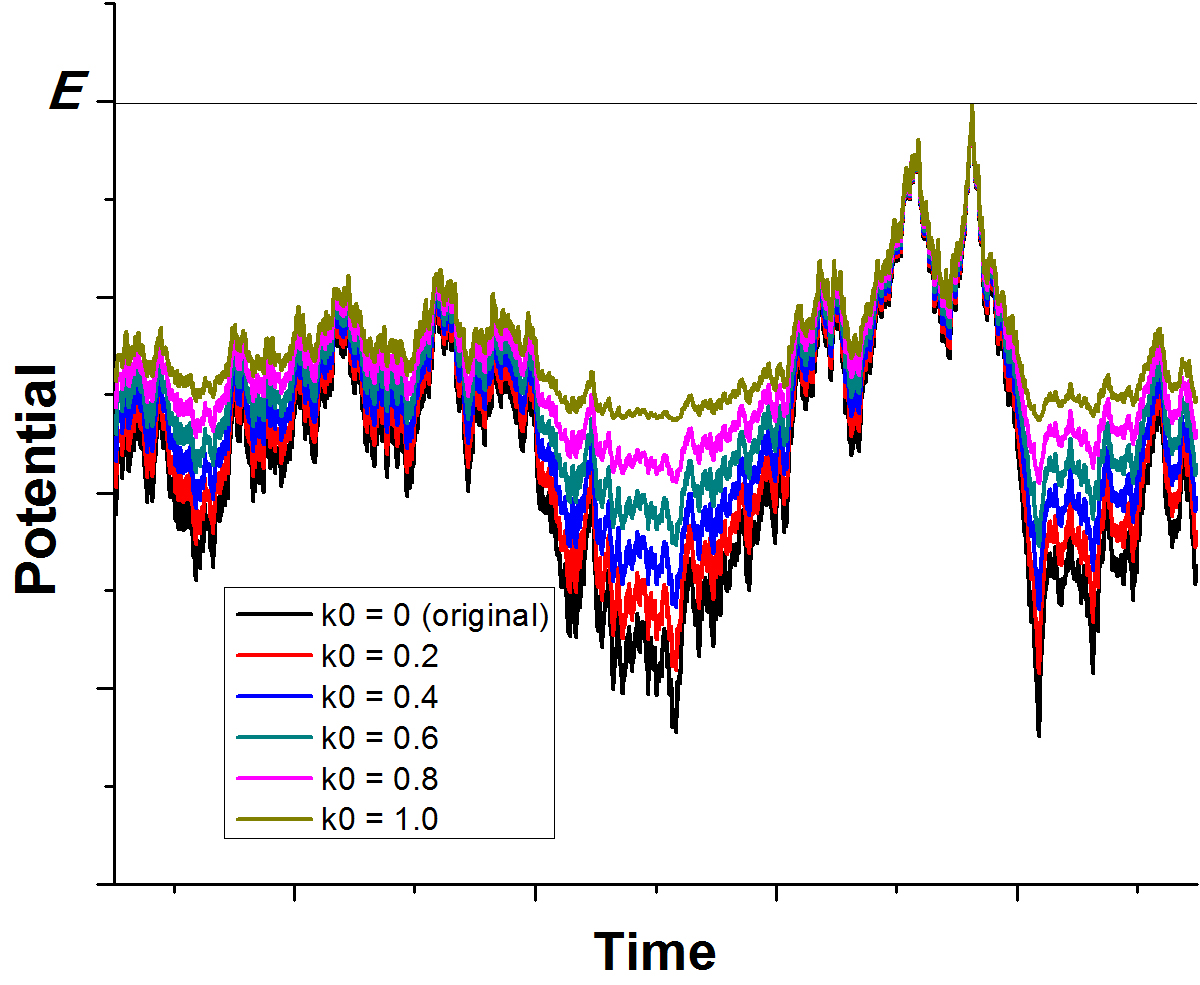 E
Potential
k0 = 0 (original)
k0 = 0.2
k0 = 0.4
k0 = 0.6
k0 = 0.8
k0 = 1.0
Time